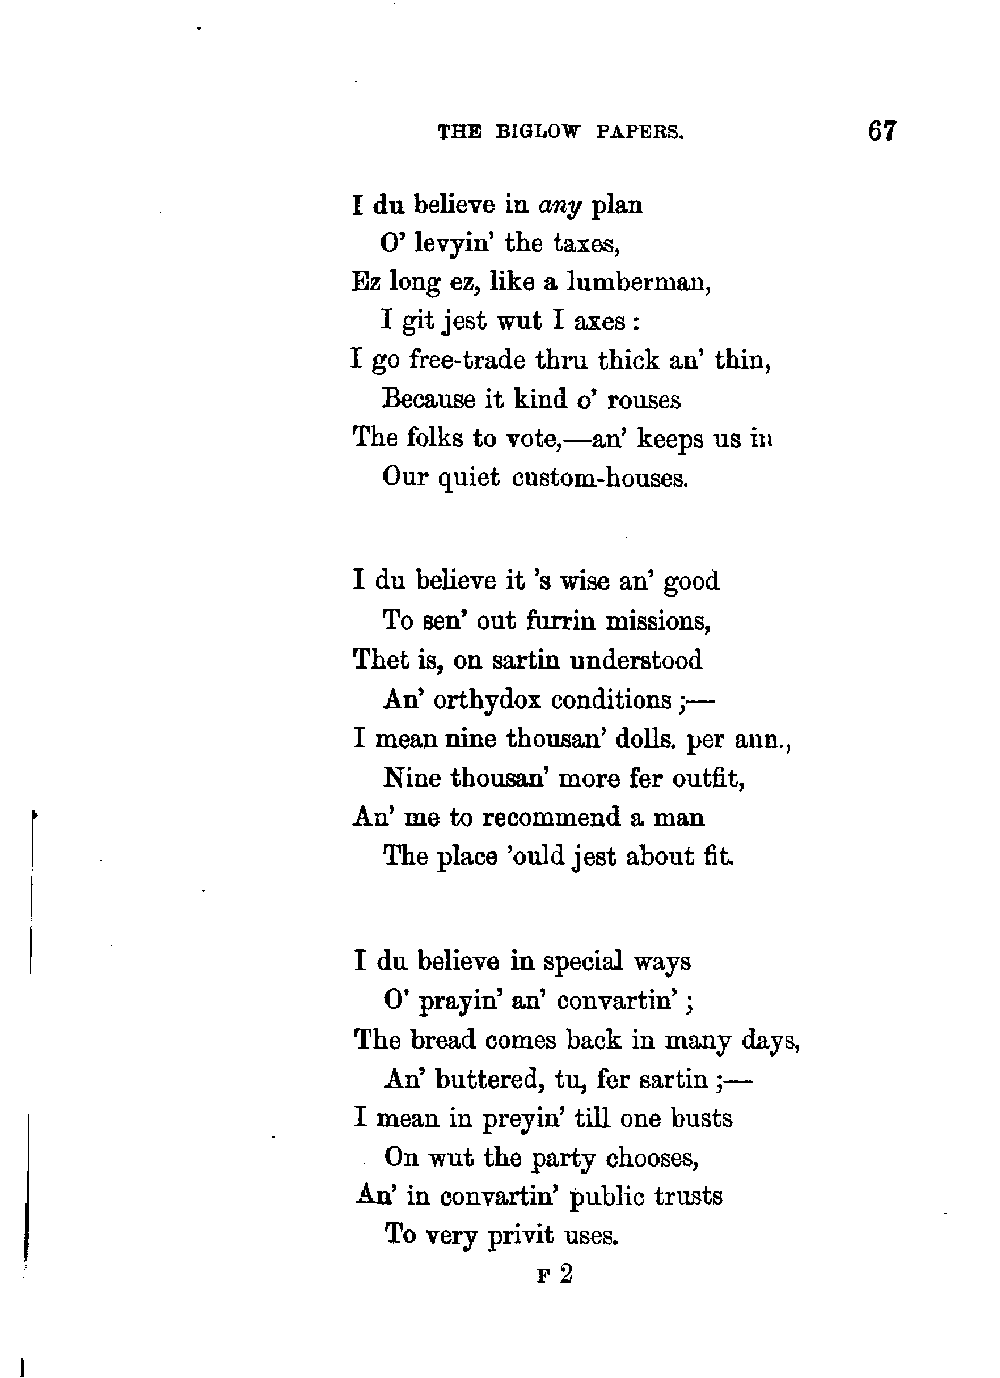 THE BIGLOW PAPERS. 67
I du believe in any plan
O’ levyin’ the taxes,
Ez long ez, like a lumberman,
I git jest wut I axes :
I go free-trade thru thick an’ thin,
Because it kind o’ rouses
The folks to vote,—an’ keeps us in
Our quiet custom-houses.
I du believe it ’s wise an’ good
To sen’ out furrin missions,
Thet is, on sartin understood
An’ orthydox conditions ;—
I mean nine thousan’ dolls. per ann.,
Nine thousan’ more fer outfit,
An’ me to recommend a man
The place ’ould jest about fit.
I du believe in special ways
O’ prayin’ an’ convartin’ ;
The bread comes back in many days,
An’ buttered, tu, fer sartin ;—
I mean in preyin’ till one busts
On wut the party chooses,
An’ in convartin’ public trusts
To very privit uses.
F 2